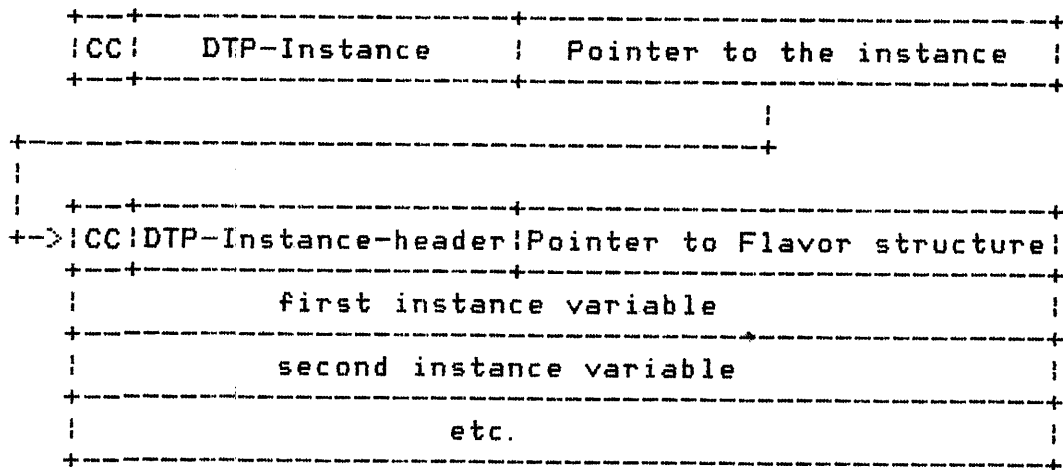 CC DTP-Instance Pointer to the instance
CC DTP-Instance-header Pointer to Flavor structure
first instance variable
second instance variable
etc.